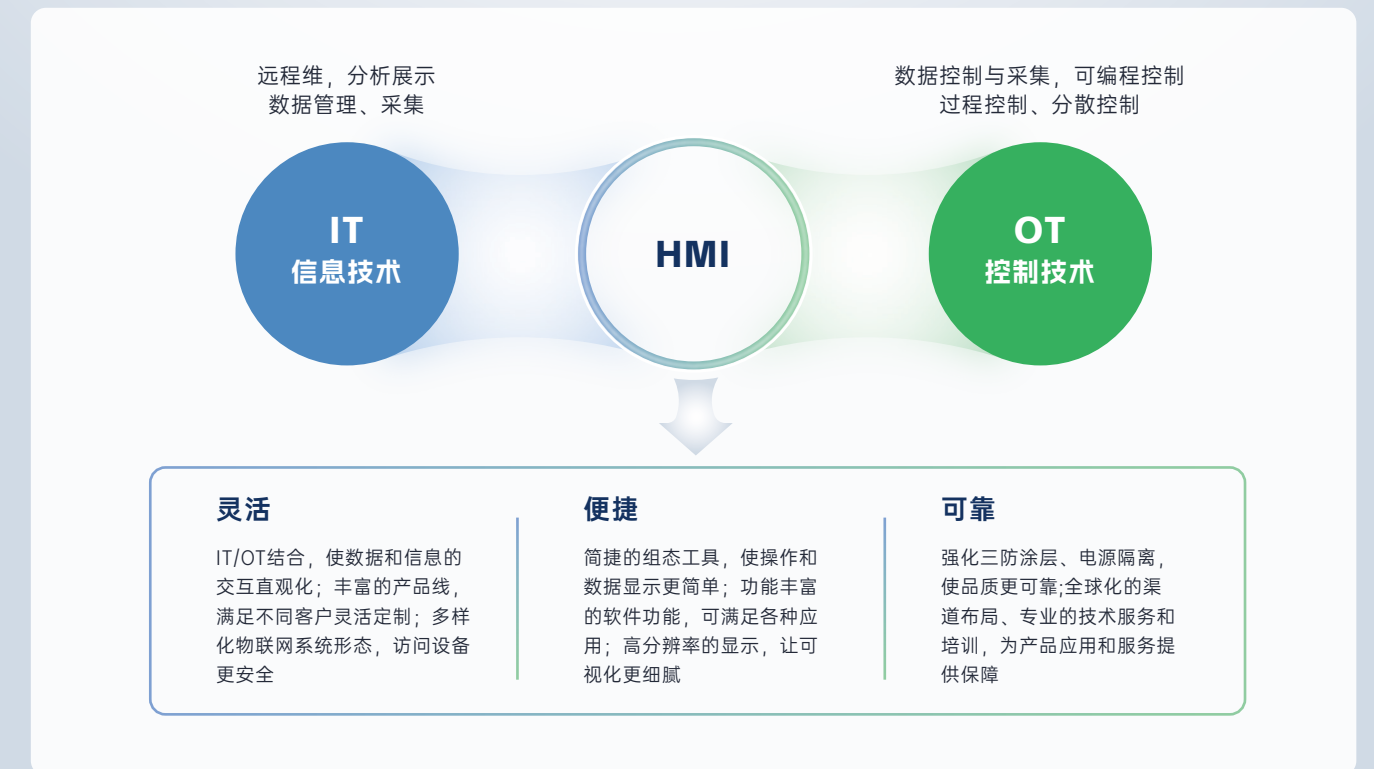 远程维，分析展示
数据管理、采集
数据控制与采集，可编程控制
过程控制、分散控制
IT
信息技术
HMI
OT
控制技术
灵活
IT/OT结合，使数据和信息的
交互直观化；丰富的产品线，
满足不同客户灵活定制；多样
化物联网系统形态，访问设备
更安全
便捷
简捷的组态工具，使操作和
数据显示更简单；功能丰富
的软件功能，可满足各种应
用；高分辨率的显示，让可
视化更细腻
可靠
强化三防涂层、电源隔离，
使品质更可靠;全球化的渠
道布局、专业的技术服务和
培训，为产品应用和服务提
供保障